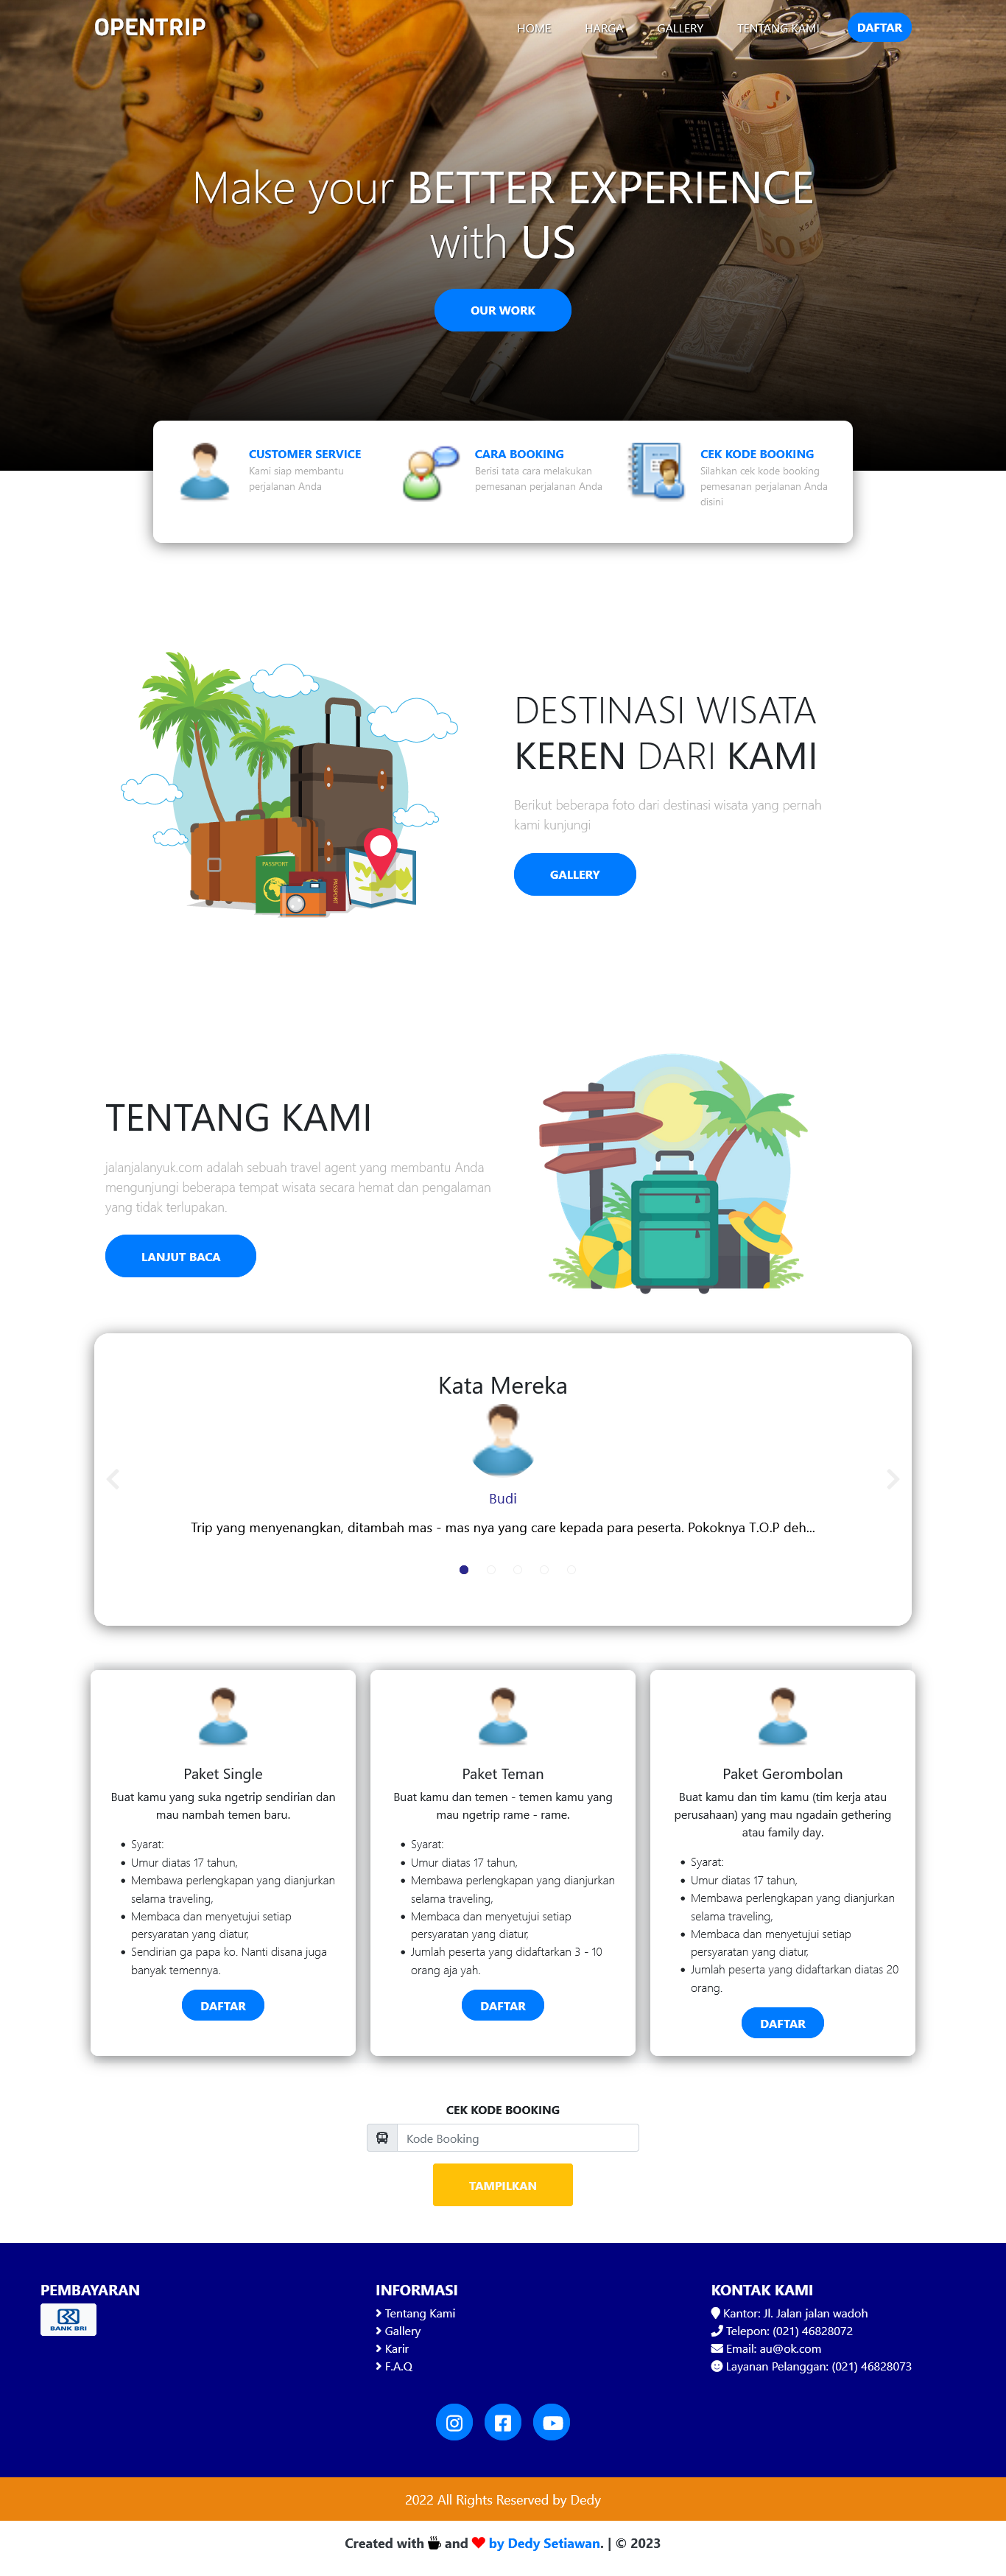 OPENTRIP
HOME HARGA GALLERY TENTANG KAMI DAFTAR
Make your BETTER EXPERIENCE
with US
OUR WORK
50 EURO
CUSTOMER SERVICE
Kami siap membantu
perjalanan Anda
CARA BOOKING
Berisi tata cara melakukan
pemesanan perjalanan Anda
CEK KODE BOOKING
Silahkan cek kode booking
pemesanan perjalanan Anda
disini
PASSPORT
PASSPORT
DESTINASI WISATA
KEREN DARI KAMI
Berikut beberapa foto dari destinasi wisata yang pernah
kami kunjungi
GALLERY
TENTANG KAMI
jalanjalanyuk.com adalah sebuah travel agent yang membantu Anda
mengunjungi beberapa tempat wisata secara hemat dan pengalaman
yang tidak terlupakan.
LANJUT BACA
Kata Mereka
Budi
Trip yang menyenangkan, ditambah mas - mas nya yang care kepada para peserta. Pokoknya T.O.P deh...
Paket Single
Buat kamu yang suka ngetrip sendirian dan
mau nambah temen baru.
• Syarat:
• Umur diatas 17 tahun,
• Membawa perlengkapan yang dianjurkan
selama traveling,
• Membaca dan menyetujui setiap
persyaratan yang diatur,
• Sendirian ga papa ko. Nanti disana juga
banyak temennya.
DAFTAR
Paket Teman
Buat kamu dan temen - temen kamu yang
mau ngetrip rame - rame.
• Syarat:
• Umur diatas 17 tahun,
• Membawa perlengkapan yang dianjurkan
selama traveling,
• Membaca dan menyetujui setiap
persyaratan yang diatur,
• Jumlah peserta yang didaftarkan 3 - 10
orang aja yah.
DAFTAR
Paket Gerombolan
Buat kamu dan tim kamu (tim kerja atau
perusahaan) yang mau ngadain gethering
atau family day.
• Syarat:
• Umur diatas 17 tahun,
• Membawa perlengkapan yang dianjurkan
selama traveling,
• Membaca dan menyetujui setiap
persyaratan yang diatur,
• Jumlah peserta yang didaftarkan diatas 20
orang.
DAFTAR
CEK KODE BOOKING
Kode Booking
TAMPILKAN
PEMBAYARAN
BANK BRI
INFORMASI
Tentang Kami
Gallery
Karir
F.A.Q
KONTAK KAMI
Kantor: Jl. Jalan jalan wadoh
Telepon: (021) 46828072
Email: au@ok.com
Layanan Pelanggan: (021) 46828073
2022 All Rights Reserved by Dedy
Created with and by Dedy Setiawan. | © 2023